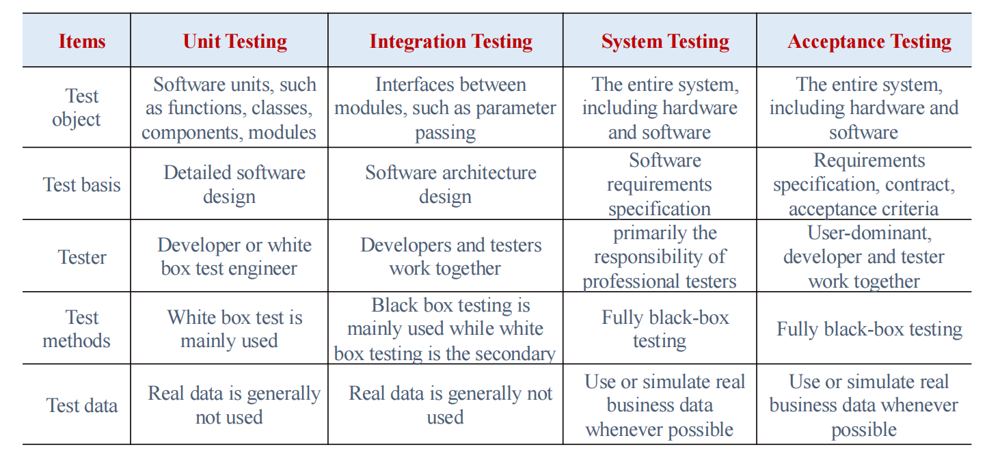 Items
Unit Testing
Integration Testing
System Testing
Acceptance Testing
Test
object
Software units, such
as functions, classes,
components, modules
Interfaces between
modules, such as parameter
passing
The entire system,
including hardware
and software
The entire system,
including hardware and
software
Test basis
Detailed software
design
Software architecture
design
Software
requirements
specification
Requirements
specification, contract,
acceptance criteria
Tester
Developer or white
box test engineer
Developers and testers
work together
primarily the
responsibility of
professional testers
User-dominant,
developer and tester
work together
Test
methods
White box test is
mainly used
Black box testing is
mainly used while white
box testing is the secondary
Fully black-box
testing
Fully black-box testing
Test data
Real data is generally
not used
Real data is generally not
used
Use or simulate real
business data
whenever possible
Use or simulate real
business data whenever
possible